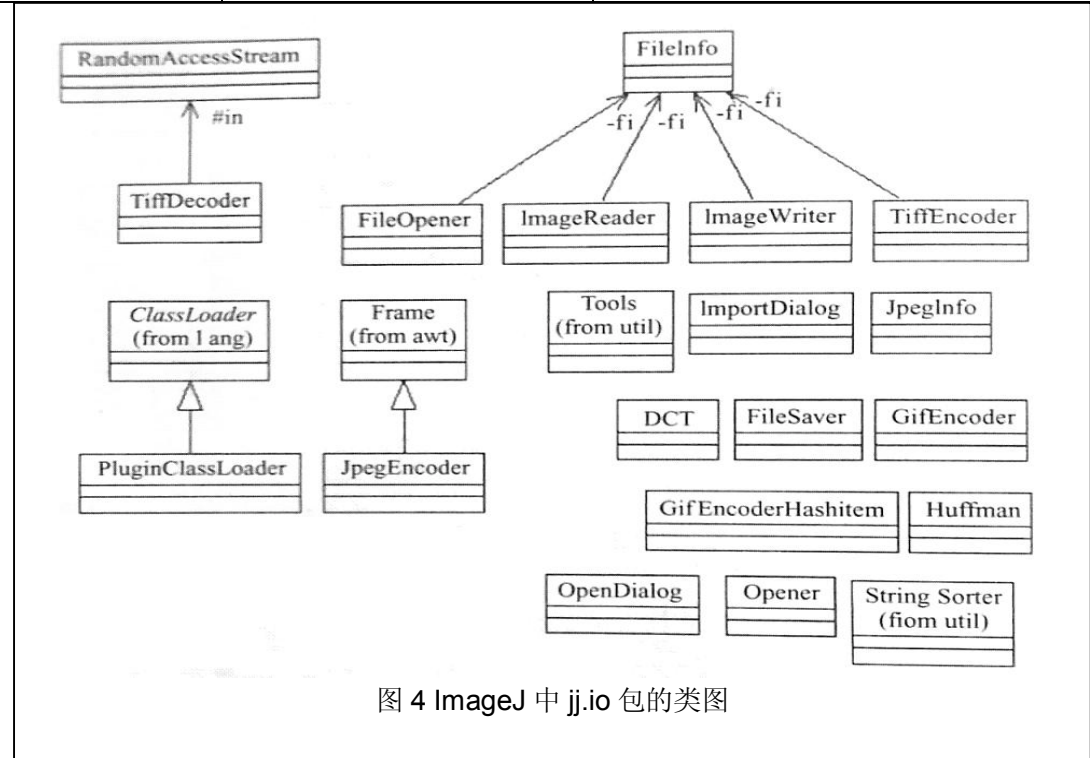 RandomAccessStream
FileInfo
#in
-fi
-fi
-fi
-fi
TiffDecoder
FileOpener
ImageReader
ImageWriter
TiffEncoder
ClassLoader
(from l ang)
Frame
(from awt)
Tools
(from util)
ImportDialog
JpegInfo
PluginClassLoader
JpegEncoder
DCT
FileSaver
GifEncoder
GifEncoderHashitem
Huffman
OpenDialog
Opener
String Sorter
(fiom util)
图 4 ImageJ 中 jj.io 包的类图